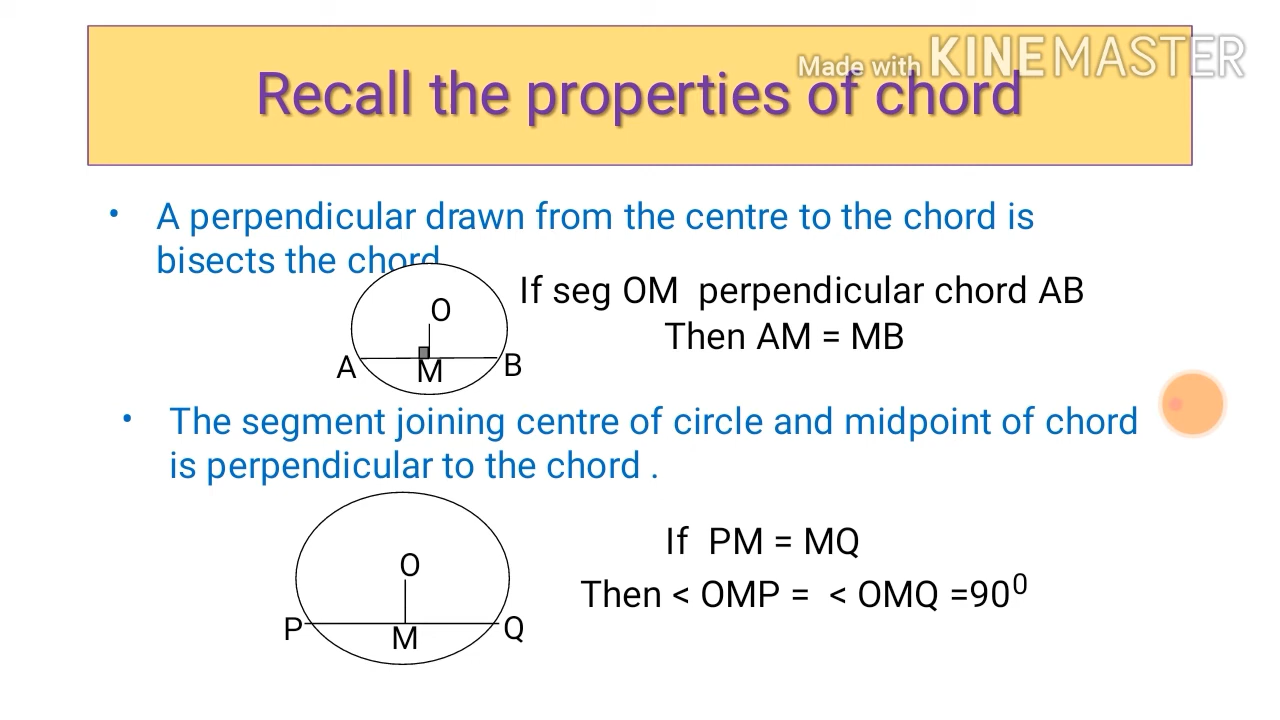 Made with KINEMASTER
Recall the properties of chord
• A perpendicular drawn from the centre to the chord is
bisects the chord
If seg OM perpendicular chord AB
Then AM = MB
O
A M B
• The segment joining centre of circle and midpoint of chord
is perpendicular to the chord .
If PM = MQ
Then < OMP = < OMQ =90⁰
O
P M Q